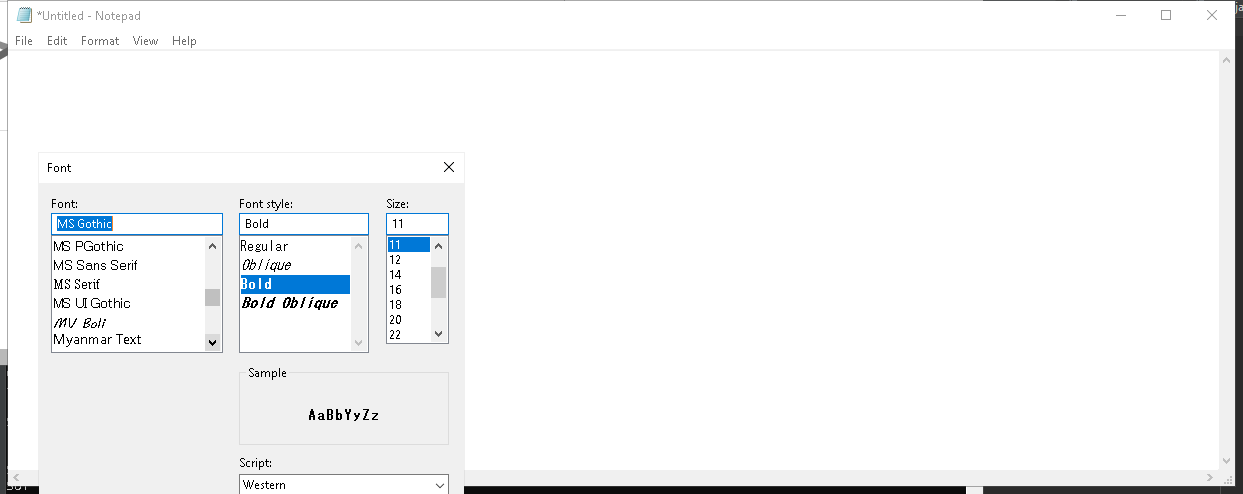 *Untitled - Notepad
File Edit Format View Help
Font
Font: Font style: Size:
MS Gothic Bold 11
MS PGothic Regular 11
MS Sans Serif Oblique 12
MS Serif Bold 14
MS UI Gothic Bold Oblique 16
MV Boli 18
Myanmar Text 20
22
Sample
AaBbYyZz
Script:
Western